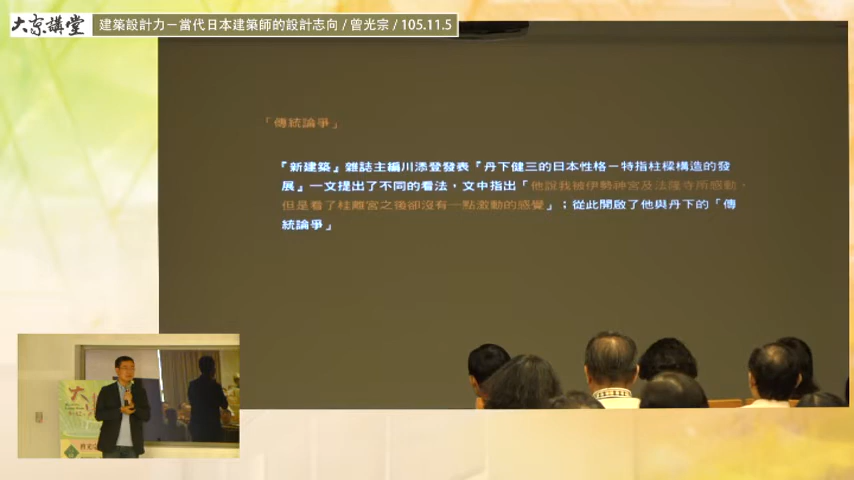 大京講堂 建築設計力－當代日本建築師的設計志向 / 曾光宗 / 105.11.5
「傳統論爭」
『新建築』雜誌主編川添登發表『丹下健三的日本性格－特指柱樑構造的發
展』一文提出了不同的看法，文中指出「他說我被伊勢神宮及法隆寺所感動，
但是看了桂離宮之後卻沒有一點激動的感覺」；從此開啟了他與丹下的「傳
統論爭」
大